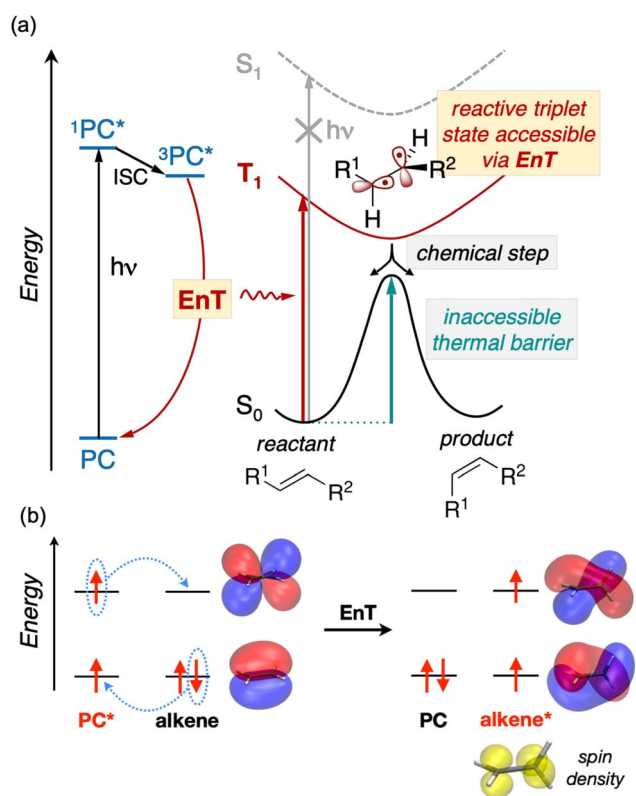 (a)
Energy
¹PC*
³PC*
ISC
hν
EnT
PC
S₁
hν
T₁
reactive triplet
state accessible
via EnT
H
R¹
R²
H
chemical step
inaccessible
thermal barrier
S₀
reactant
R¹
R²
product
R²
R¹
(b)
Energy
PC*
alkene
EnT
PC
alkene*
spin
density